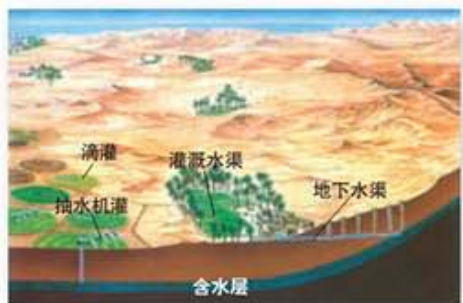 滴灌
灌溉水渠
抽水机灌
地下水渠
含水层